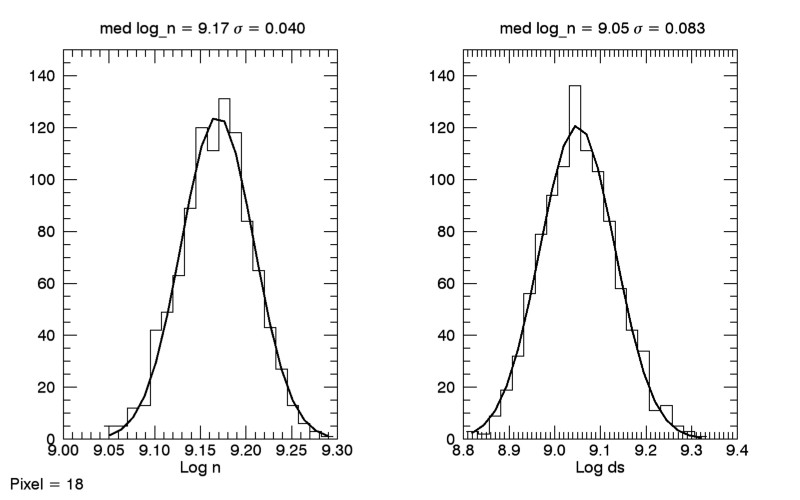 med log_n = 9.17 σ = 0.040
med log_n = 9.05 σ = 0.083
140
120
100
80
60
40
20
0
9.00 9.05 9.10 9.15 9.20 9.25 9.30
Log n
140
120
100
80
60
40
20
0
8.8 8.9 9.0 9.1 9.2 9.3 9.4
Log ds
Pixel = 18